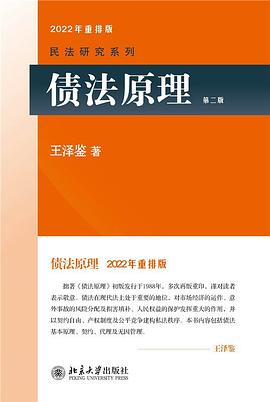 2022年重排版
民法研究系列
债法原理 第二版
王泽鉴 著
债法原理 2022年重排版
拙著《债法原理》初版发行于1988年，多次再版重印，谨对读者
表示敬意。债法在现代法上处于重要的地位，对市场经济的运作、意
外事故的风险分配及损害填补、人民权益的保护发挥重大的作用，并
以契约自由、产权制度及公平竞争建构私法秩序。本书内容包括债法
基本原理、契约、代理及无因管理。
——王泽鉴
北京大学出版社
PEKING UNIVERSITY PRESS